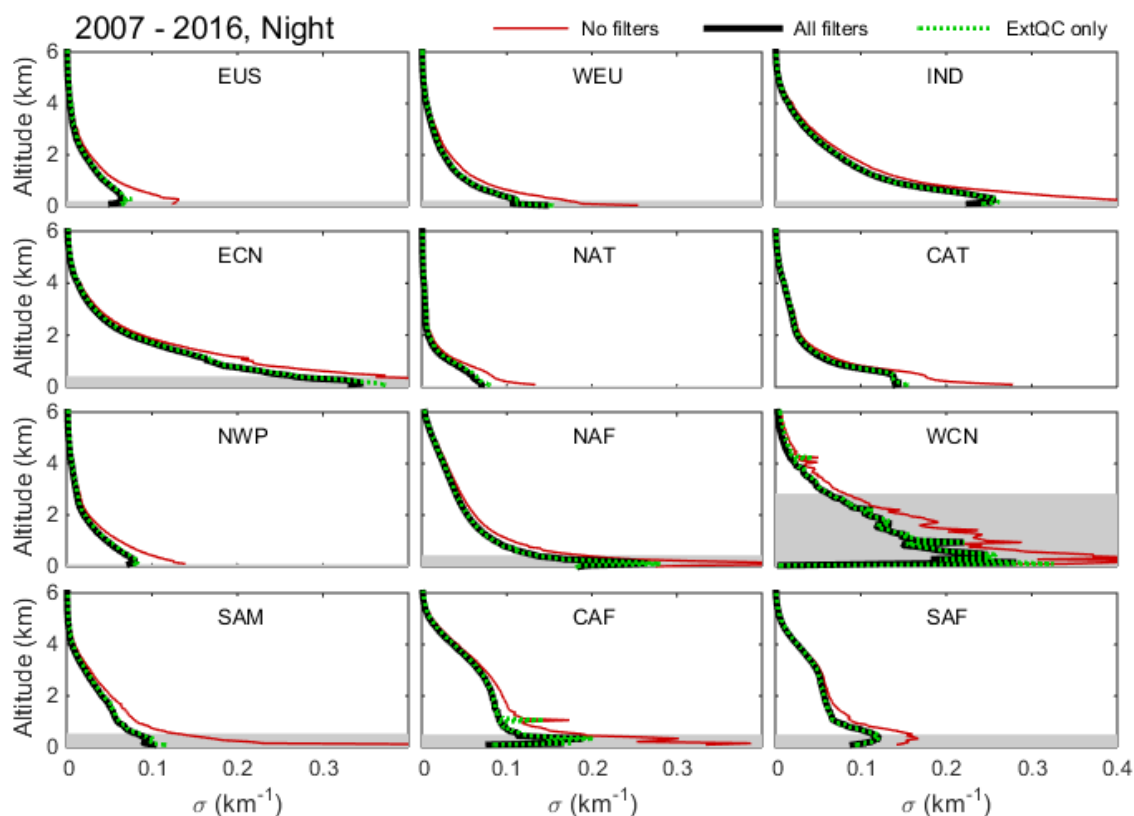 2007 - 2016, Night
No filters
All filters
ExtQC only
Altitude (km)
6
4
2
0
EUS
WEU
IND
Altitude (km)
6
4
2
0
ECN
NAT
CAT
Altitude (km)
6
4
2
0
NWP
NAF
WCN
Altitude (km)
6
4
2
0
SAM
CAF
SAF
0 0.1 0.2 0.3
0 0.1 0.2 0.3
0 0.1 0.2 0.3 0.4
σ (km⁻¹)
σ (km⁻¹)
σ (km⁻¹)